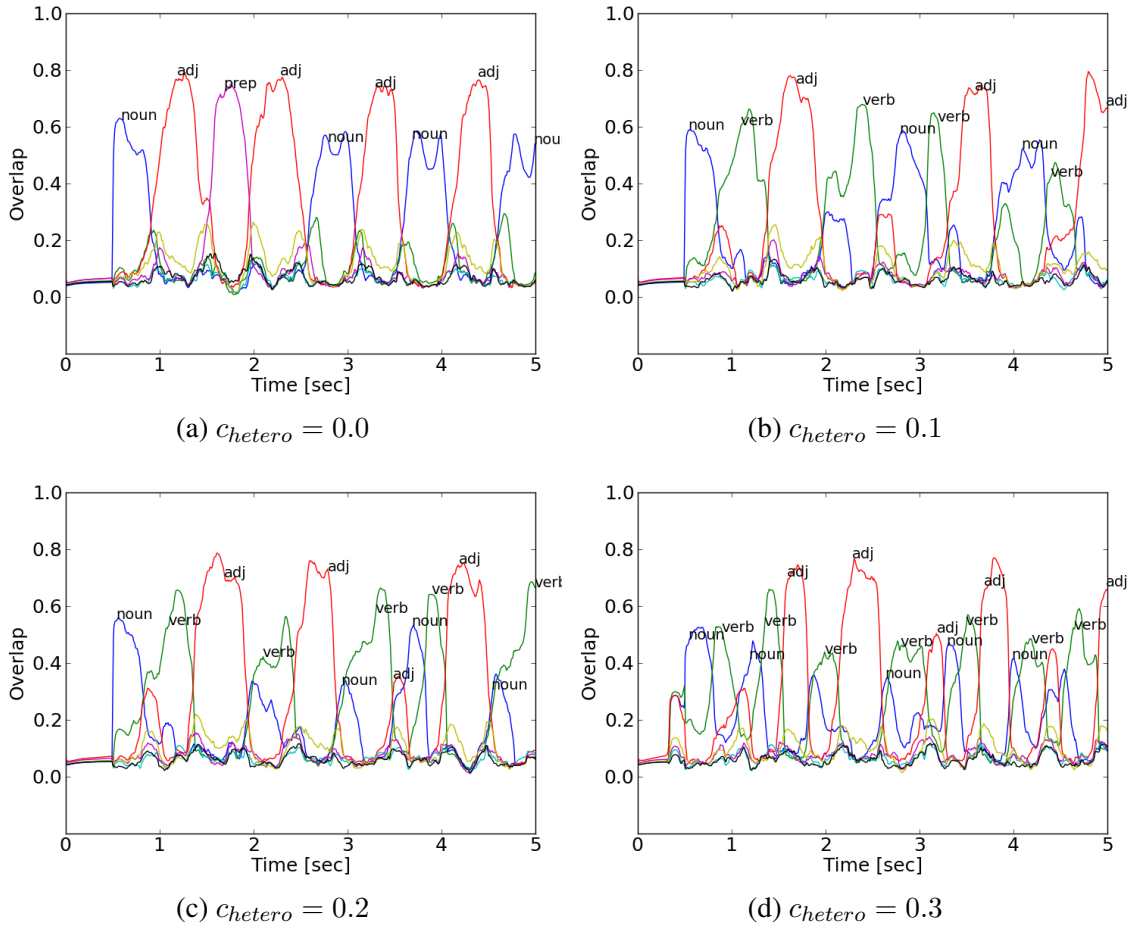 1.0
0.8
0.6
0.4
0.2
0.0
Overlap
noun
adj
prep
adj
noun
adj
noun
adj
nou
0 1 2 3 4 5
Time [sec]
(a) c_hetero = 0.0
1.0
0.8
0.6
0.4
0.2
0.0
Overlap
noun
verb
adj
verb
noun
verb
adj
noun
verb
adj
0 1 2 3 4 5
Time [sec]
(b) c_hetero = 0.1
1.0
0.8
0.6
0.4
0.2
0.0
Overlap
noun
verb
adj
verb
adj
noun
verb
adj
noun
verb
adj
noun
verb
0 1 2 3 4 5
Time [sec]
(c) c_hetero = 0.2
1.0
0.8
0.6
0.4
0.2
0.0
Overlap
noun
verb
noun
verb
adj
verb
adj
noun
verb
adj
noun
verb
adj
noun
verb
verb
adj
0 1 2 3 4 5
Time [sec]
(d) c_hetero = 0.3